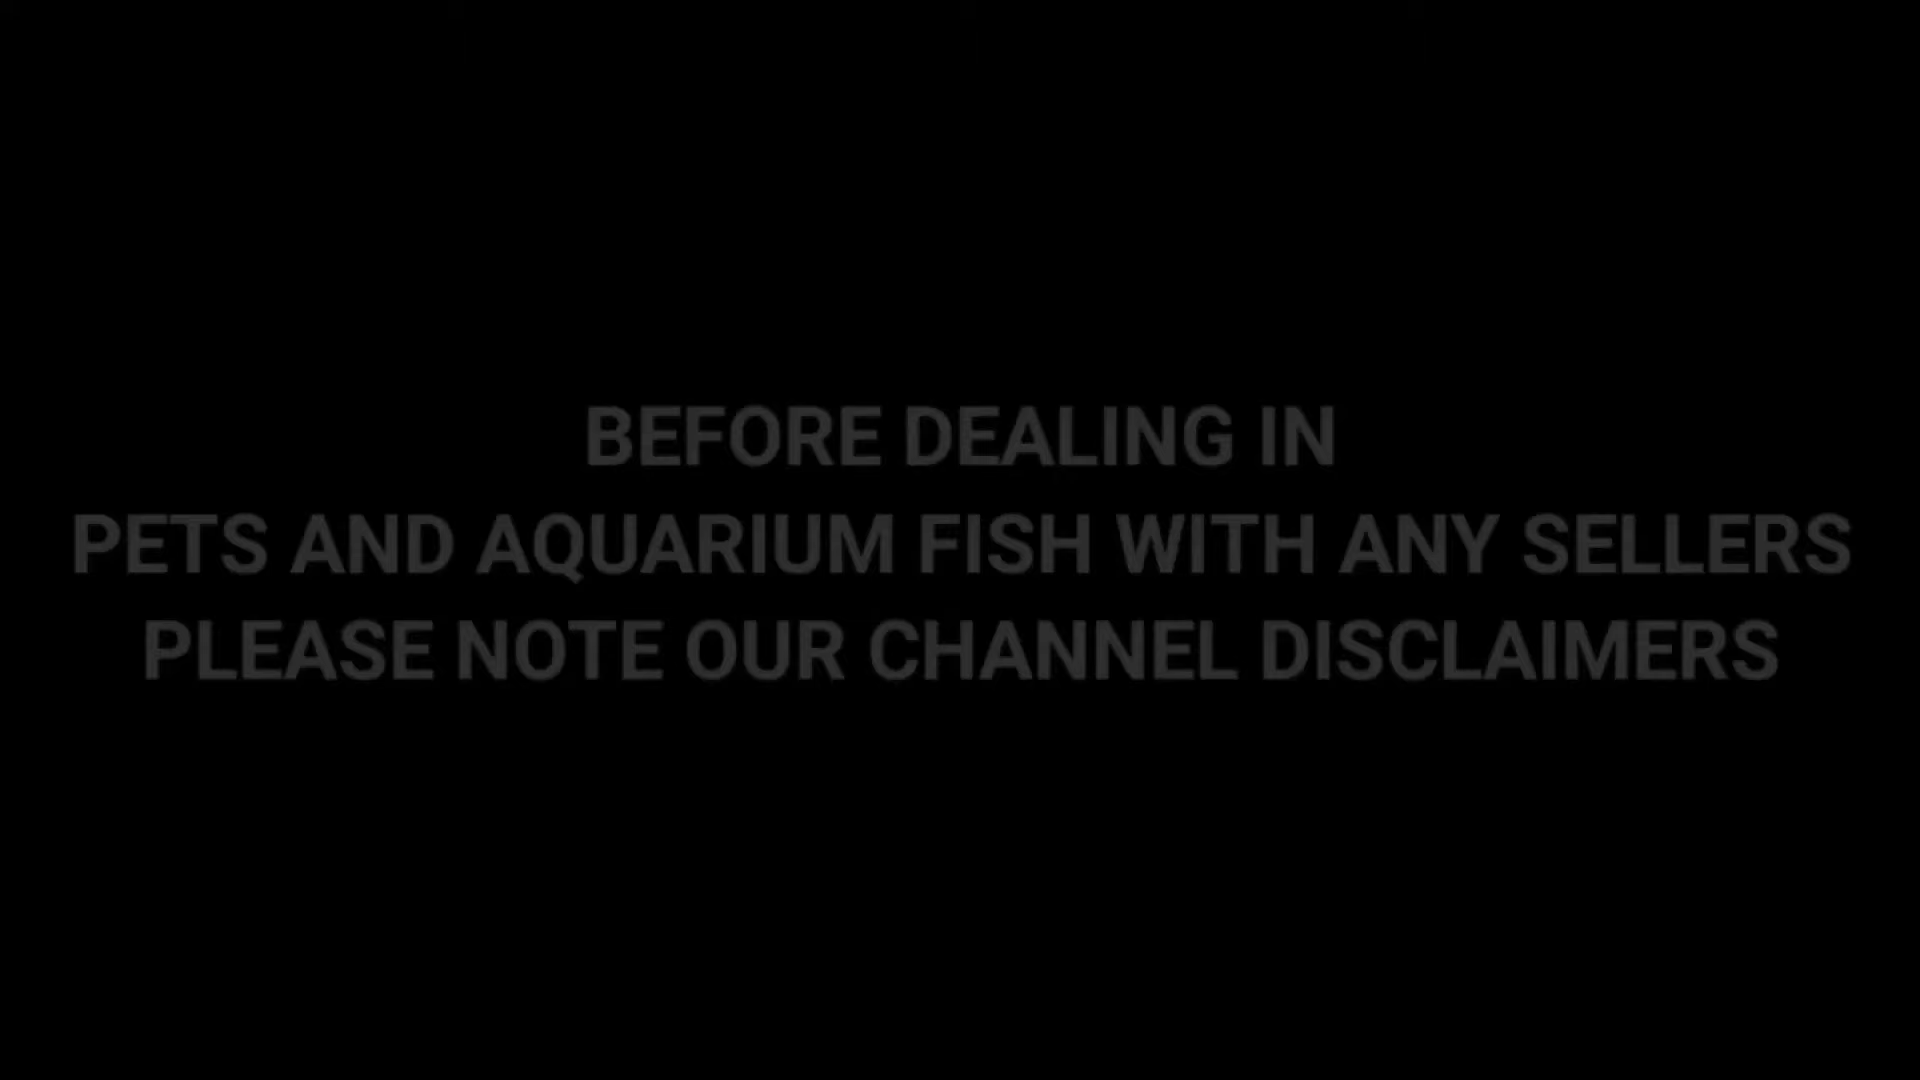 BEFORE DEALING IN
PETS AND AQUARIUM FISH WITH ANY SELLERS
PLEASE NOTE OUR CHANNEL DISCLAIMERS